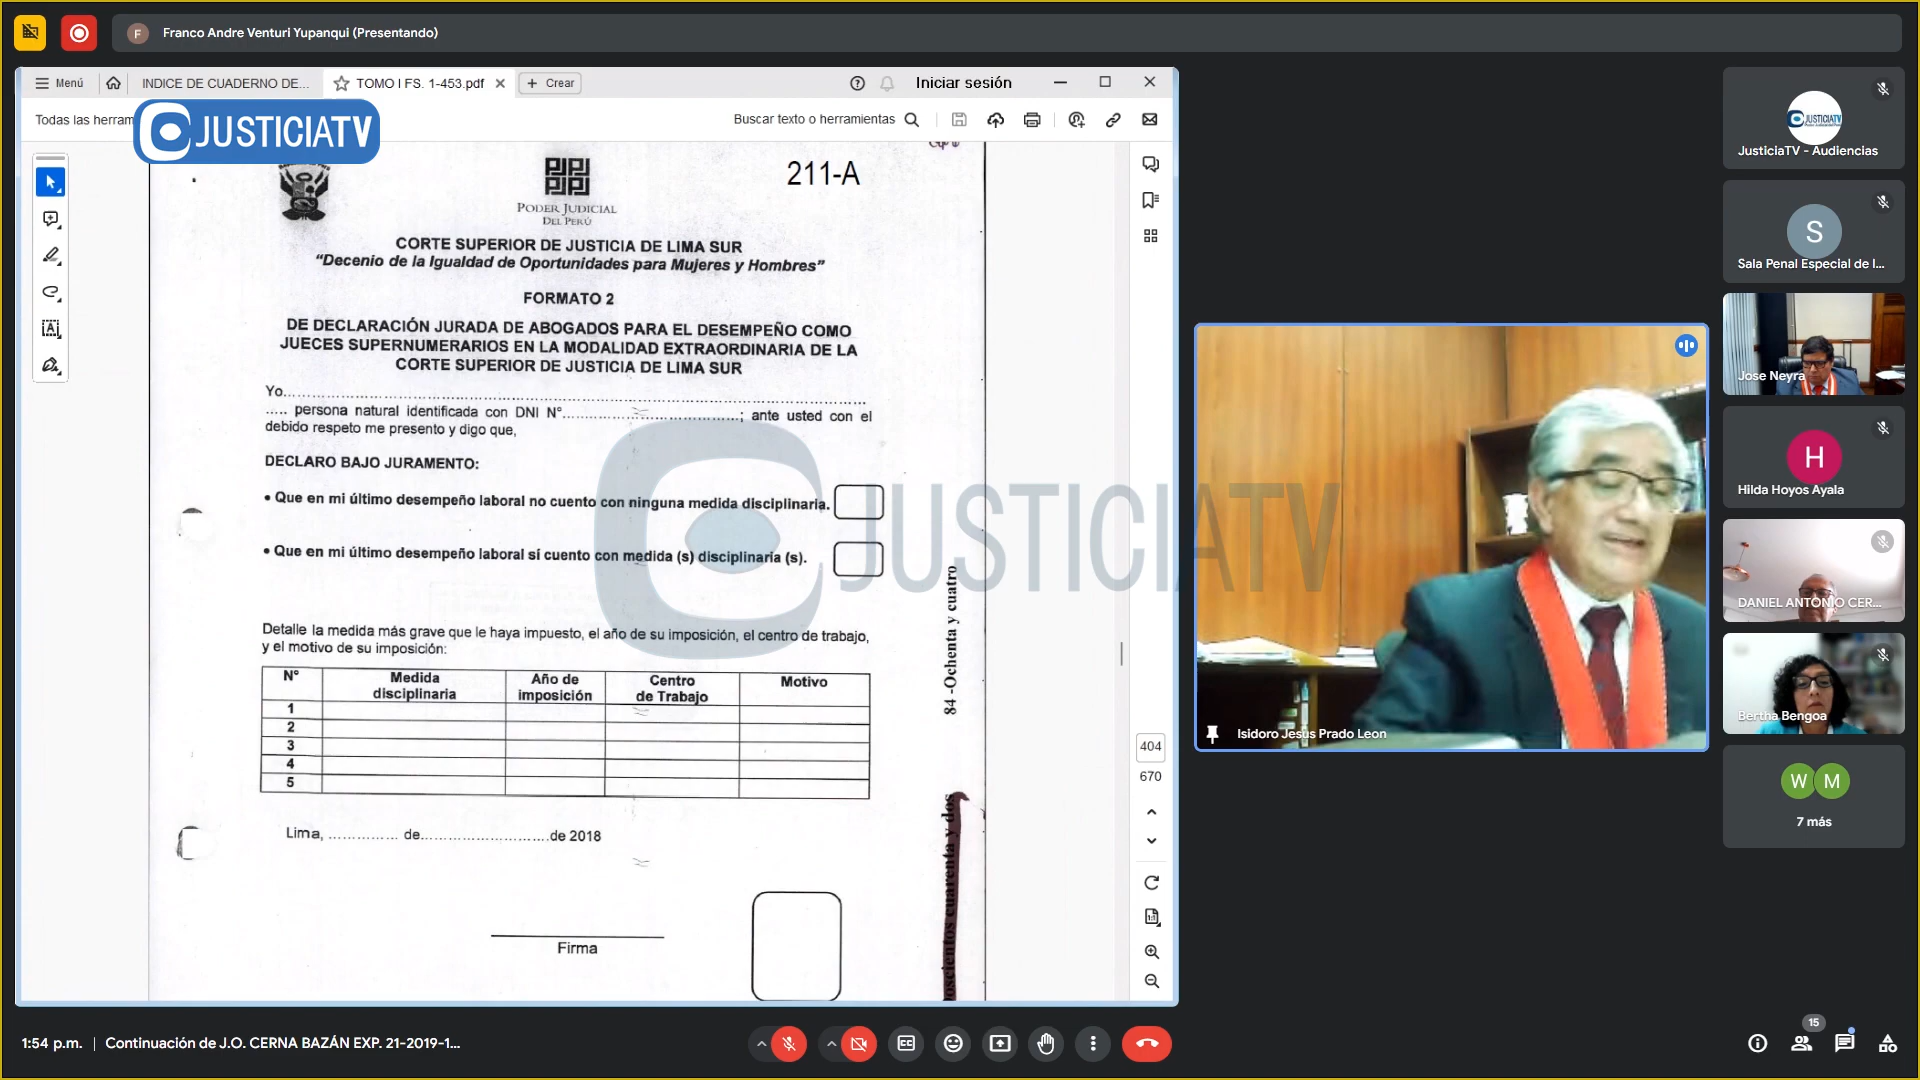 Franco Andre Venturi Yupanqui (Presentando)
Menú
INDICE DE CUADERNO DE...
TOMO I FS. 1-453.pdf
Crear
Iniciar sesión
Todas las herram
Buscar texto o herramientas
JUSTICIATV
211-A
PODER JUDICIAL
DEL PERÚ
CORTE SUPERIOR DE JUSTICIA DE LIMA SUR
“Decenio de la Igualdad de Oportunidades para Mujeres y Hombres”
FORMATO 2
DE DECLARACIÓN JURADA DE ABOGADOS PARA EL DESEMPEÑO COMO
JUECES SUPERNUMERARIOS EN LA MODALIDAD EXTRAORDINARIA DE LA
CORTE SUPERIOR DE JUSTICIA DE LIMA SUR
Yo....................................................
..... persona natural identificada con DNI N°....................................; ante usted con el
debido respeto me presento y digo que,
DECLARO BAJO JURAMENTO:
• Que en mi último desempeño laboral no cuento con ninguna medida disciplinaria.
• Que en mi último desempeño laboral sí cuento con medida (s) disciplinaria (s).
JUSTICIATV
Detalle la medida más grave que le haya impuesto, el año de su imposición, el centro de trabajo,
y el motivo de su imposición:
N° Medida disciplinaria Año de imposición Centro de Trabajo Motivo
1
2
3
4
5
Lima, .............. de..........................de 2018
Firma
84 -Ochenta y cuatro
cuarenta y dos
404
670
Isidoro Jesus Prado Leon
JUSTICIATV
JusticiaTV - Audiencias
S
Sala Penal Especial de l...
Jose Neyra
H
Hilda Hoyos Ayala
DANIEL ANTONIO CER...
Bertha Bengoa
W M
7 más
1:54 p.m. | Continuación de J.O. CERNA BAZÁN EXP. 21-2019-1...
15